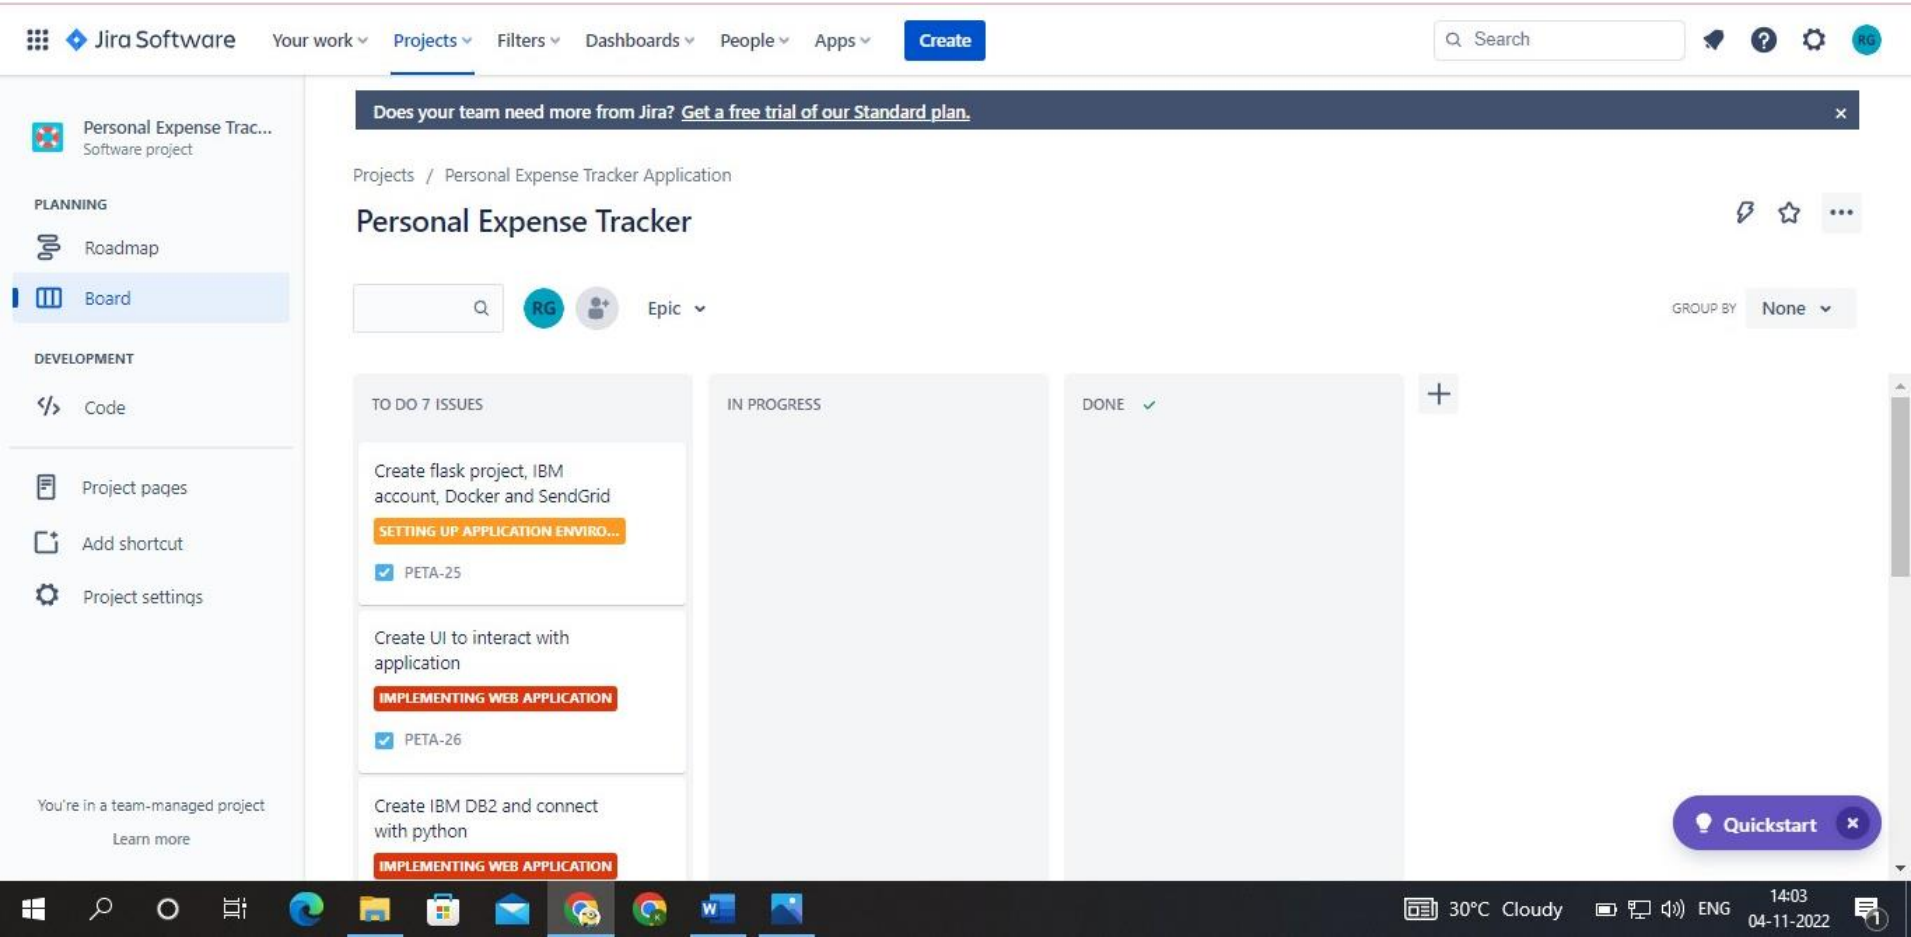 Jira Software Your work Projects Filters Dashboards People Apps Create Search RG
Does your team need more from Jira? Get a free trial of our Standard plan.
Personal Expense Trac...
Software project
Projects / Personal Expense Tracker Application
PLANNING
Personal Expense Tracker
Roadmap
Board
RG Epic GROUP BY None
DEVELOPMENT
Code
TO DO 7 ISSUES IN PROGRESS DONE
Create flask project, IBM
account, Docker and SendGrid
SETTING UP APPLICATION ENVIRO...
PETA-25
Project pages
Add shortcut
Project settings
Create UI to interact with
application
IMPLEMENTING WEB APPLICATION
PETA-26
Create IBM DB2 and connect
with python
IMPLEMENTING WEB APPLICATION
You're in a team-managed project
Learn more
Quickstart
W 30°C Cloudy ENG 14:03
04-11-2022
1